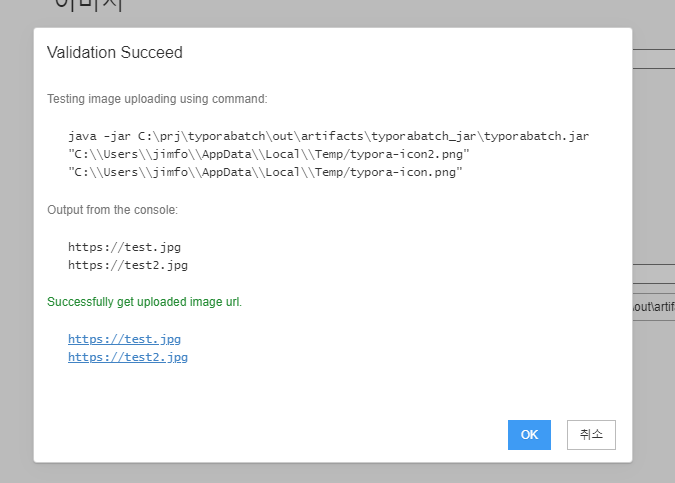 이미지
Validation Succeed
Testing image uploading using command:
java -jar C:\prj\typorabatch\out\artifacts\typorabatch_jar\typorabatch.jar
"C:\\Users\\jimfo\\AppData\\Local\\Temp/typora-icon2.png"
"C:\\Users\\jimfo\\AppData\\Local\\Temp/typora-icon.png"
Output from the console:
https://test.jpg
https://test2.jpg
Successfully get uploaded image url.
\out\artif
https://test.jpg
https://test2.jpg
OK 취소